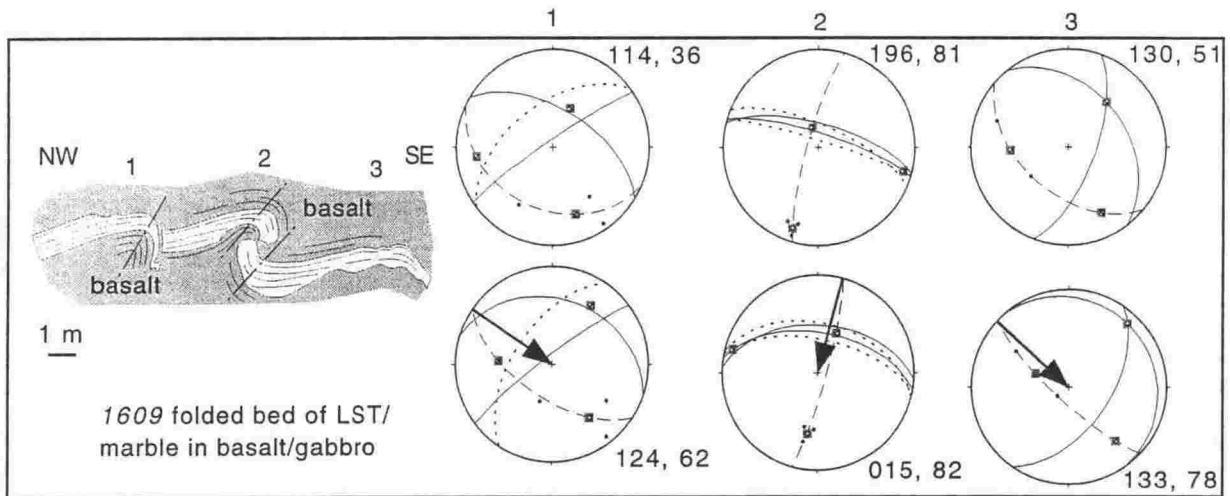 1 2 3
114, 36 196, 81 130, 51
NW 1 2 3 SE
basalt
basalt
1 m
1609 folded bed of LST/
marble in basalt/gabbro
124, 62 015, 82 133, 78